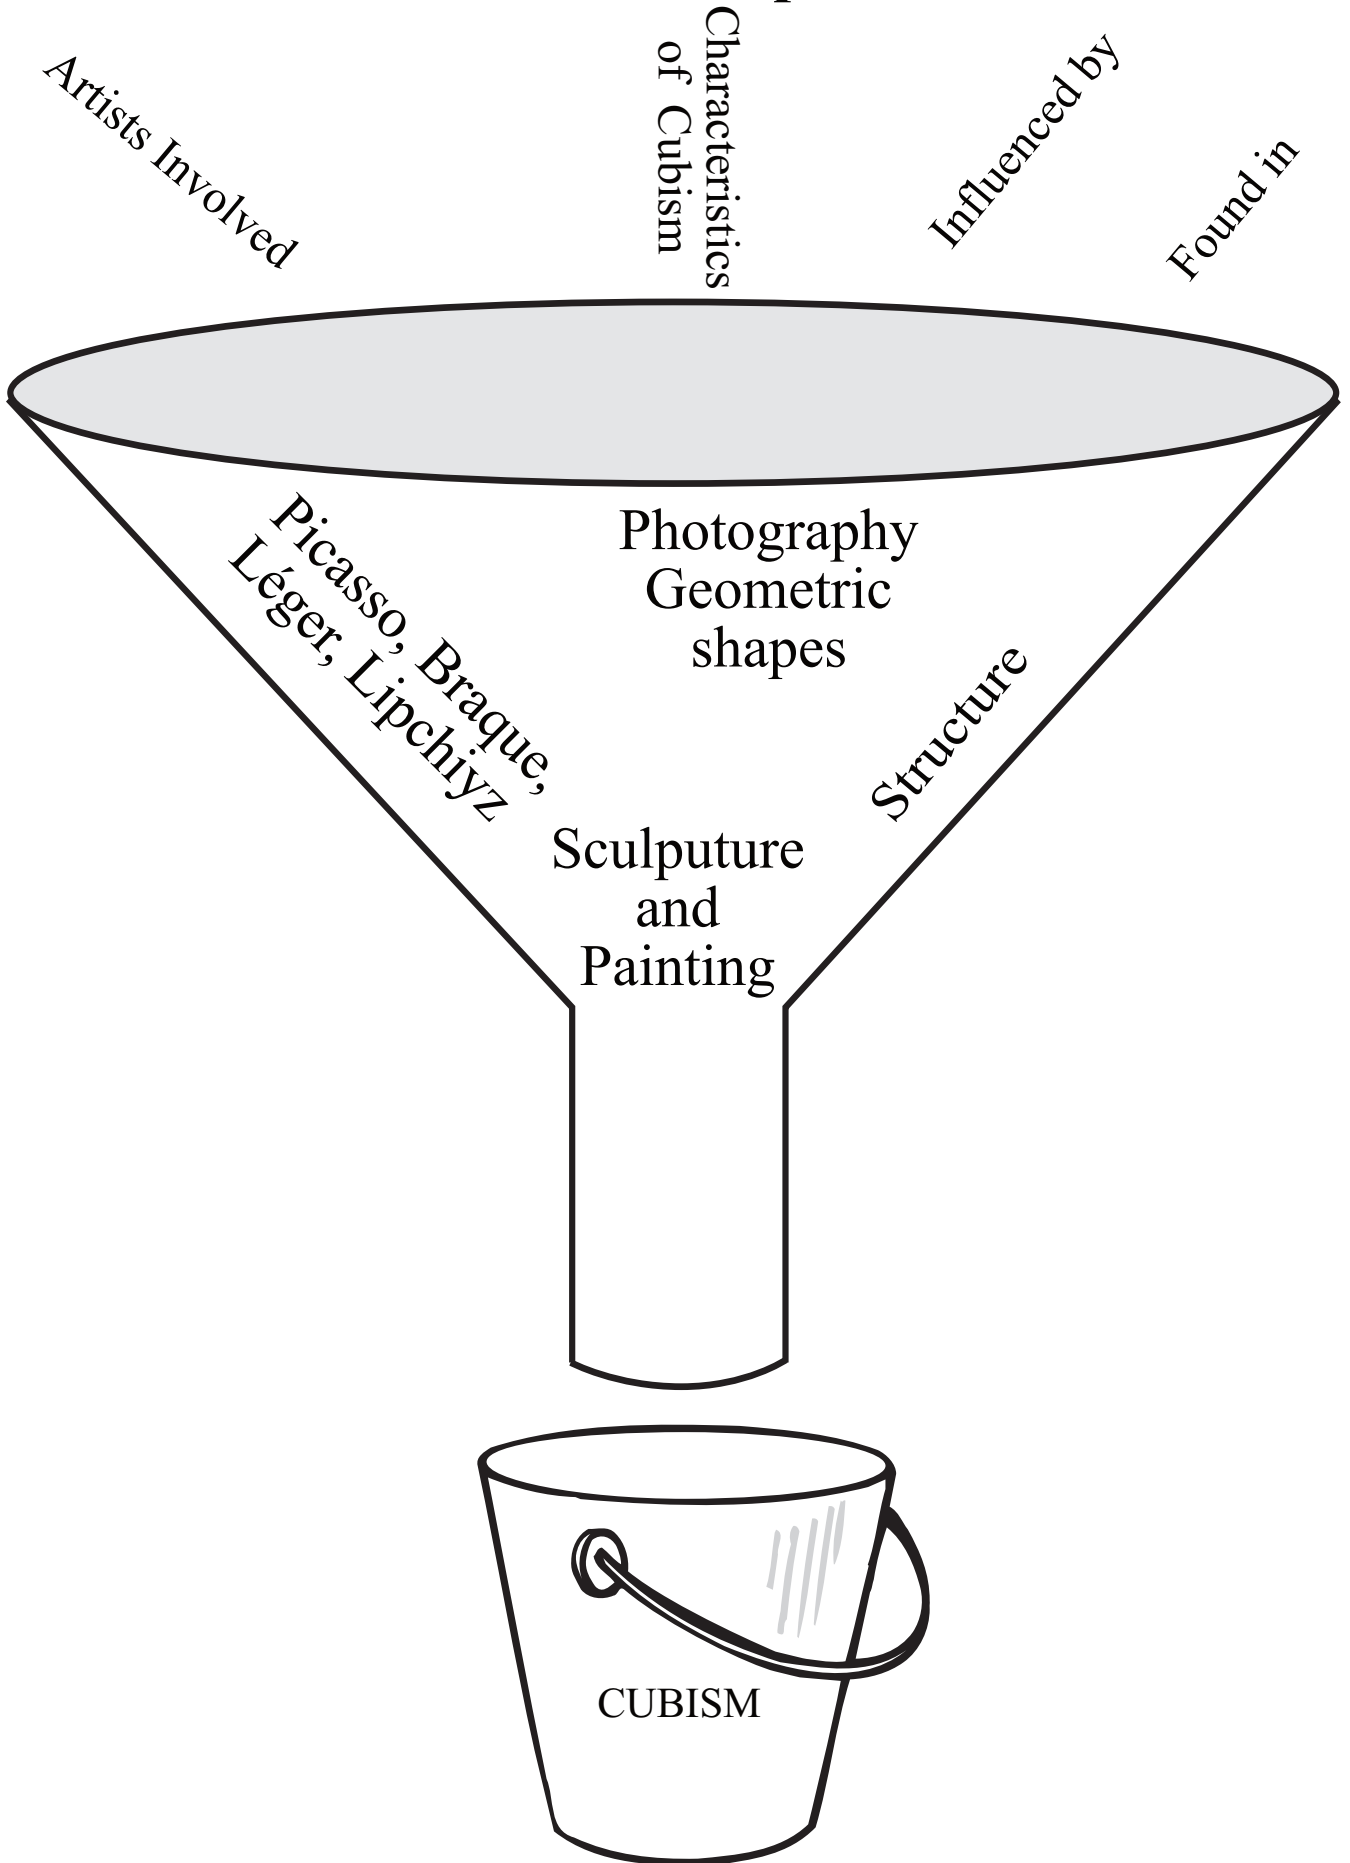 Artists Involved
Characteristics
of Cubism
Influenced by
Found in
Picasso, Braque,
Léger, Lipchiyz
Photography
Geometric
shapes
Structure
Sculputure
and
Painting
CUBISM